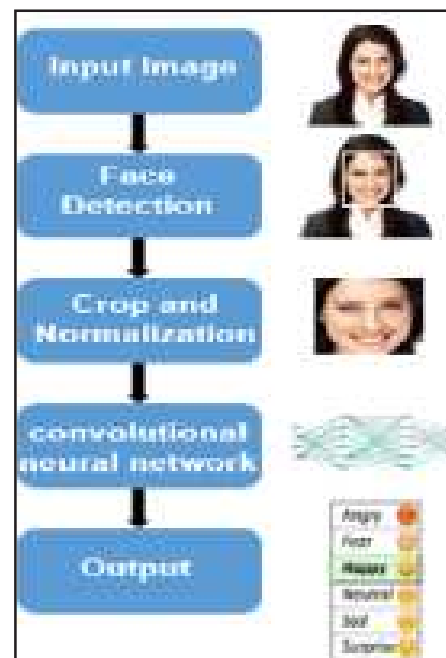 Input Image
Face
Detection
Crop and
Normalization
convolutional
neural network
Output
Angry
Fear
Happy
Neutral
Sad
Surprise